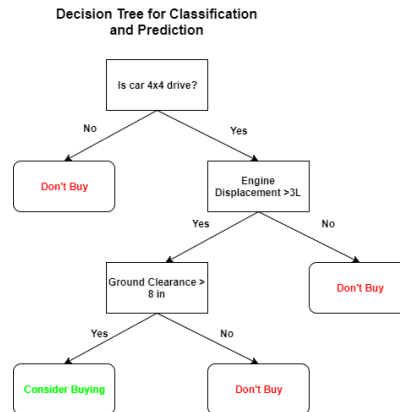 Decision Tree for Classification
and Prediction
Is car 4x4 drive?
No
Yes
Don't Buy
Engine
Displacement >3L
Yes
No
Ground Clearance >
8 in
Don't Buy
Yes
No
Consider Buying
Don't Buy